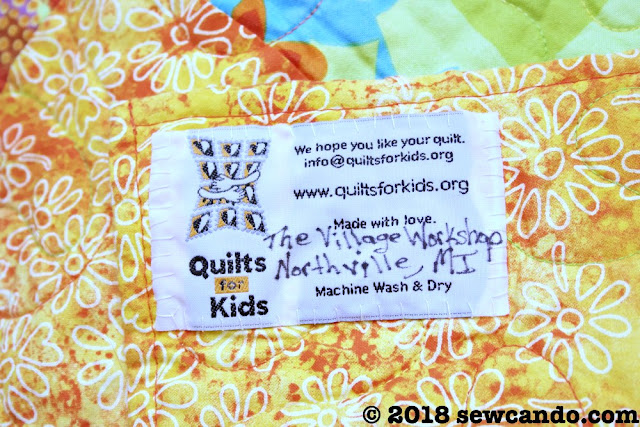 We hope you like your quilt.
info@quiltsforkids.org
www.quiltsforkids.org
Made with love.
The Village Workshop
Northville, MI
Machine Wash & Dry
Quilts
for
Kids
© 2018 sewcando.com